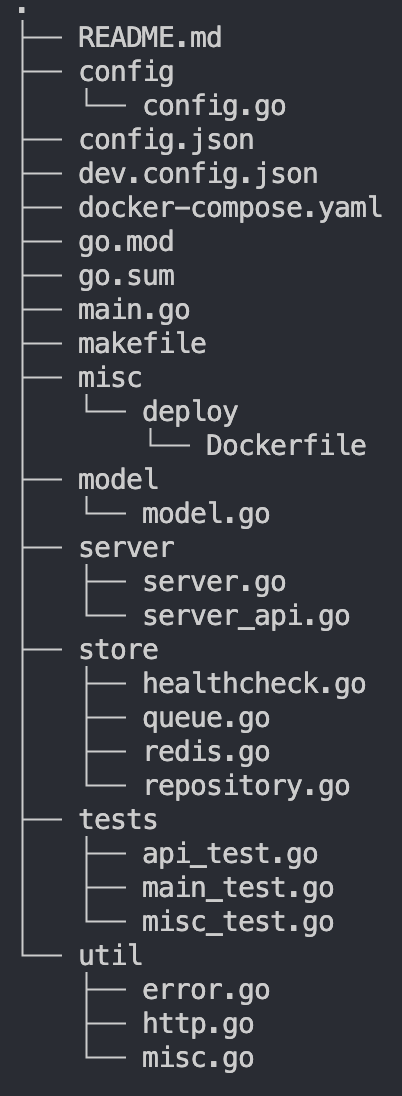 .
├── README.md
├── config
│   └── config.go
├── config.json
├── dev.config.json
├── docker-compose.yaml
├── go.mod
├── go.sum
├── main.go
├── makefile
├── misc
│   └── deploy
│       └── Dockerfile
├── model
│   └── model.go
├── server
│   ├── server.go
│   └── server_api.go
├── store
│   ├── healthcheck.go
│   ├── queue.go
│   ├── redis.go
│   └── repository.go
├── tests
│   ├── api_test.go
│   ├── main_test.go
│   └── misc_test.go
└── util
    ├── error.go
    ├── http.go
    └── misc.go